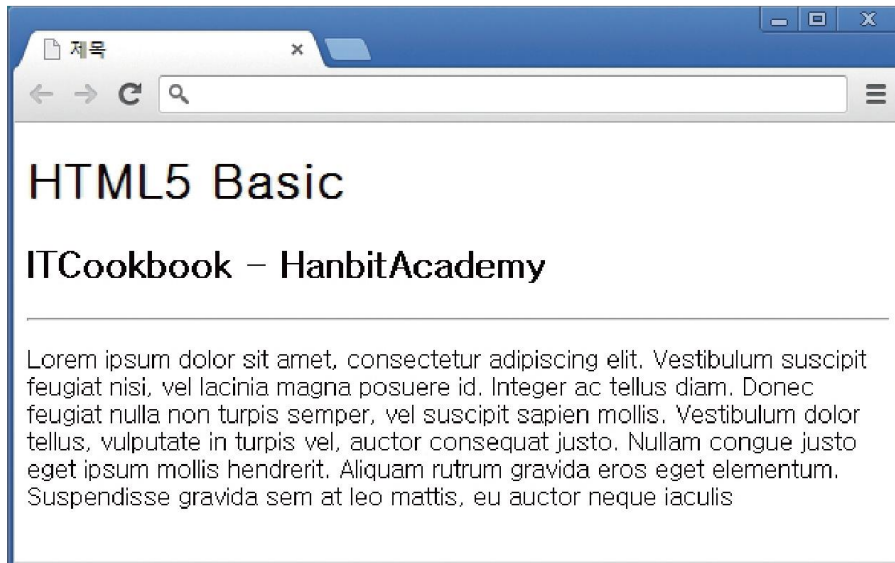 제목
HTML5 Basic
ITCookbook - HanbitAcademy
Lorem ipsum dolor sit amet, consectetur adipiscing elit. Vestibulum suscipit
feugiat nisi, vel lacinia magna posuere id. Integer ac tellus diam. Donec
feugiat nulla non turpis semper, vel suscipit sapien mollis. Vestibulum dolor
tellus, vulputate in turpis vel, auctor consequat justo. Nullam congue justo
eget ipsum mollis hendrerit. Aliquam rutrum gravida eros eget elementum.
Suspendisse gravida sem at leo mattis, eu auctor neque iaculis